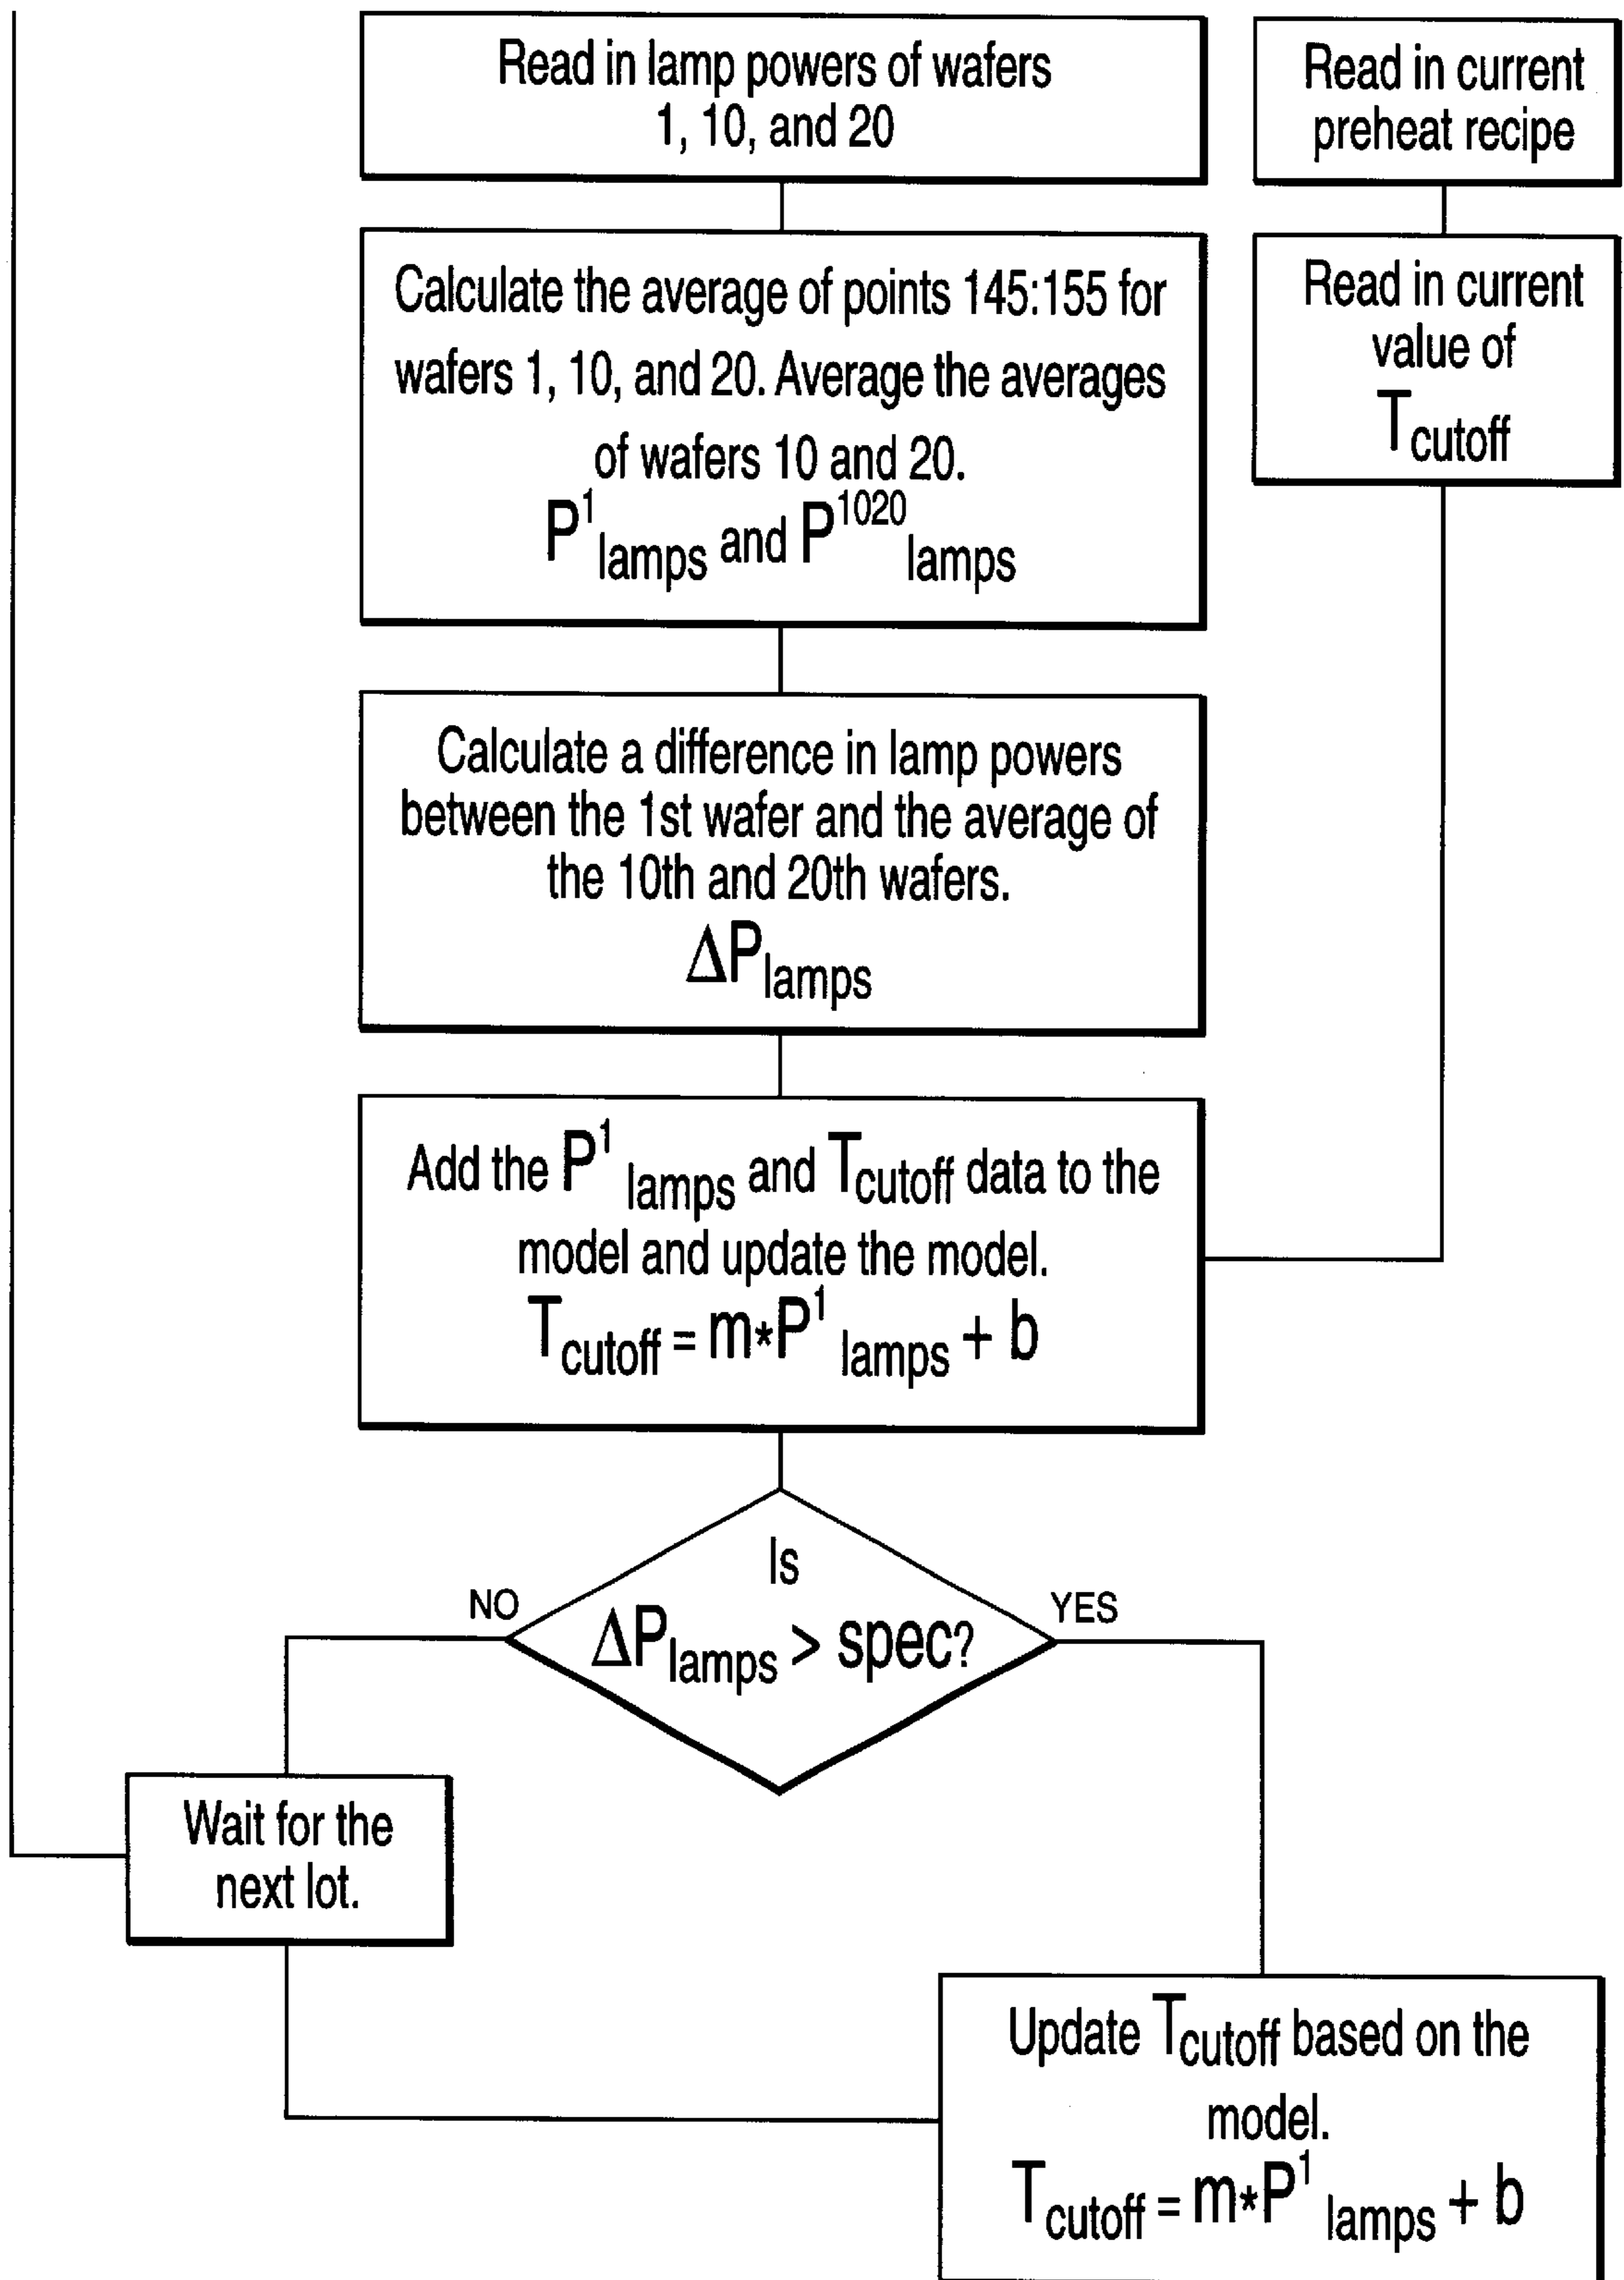 Read in lamp powers of wafers
1, 10, and 20
Read in current
preheat recipe
Calculate the average of points 145:155 for
wafers 1, 10, and 20. Average the averages
of wafers 10 and 20.
P¹ lamps and P¹⁰²⁰ lamps
Read in current
value of
Tcutoff
Calculate a difference in lamp powers
between the 1st wafer and the average of
the 10th and 20th wafers.
ΔPlamps
Add the P¹ lamps and Tcutoff data to the
model and update the model.
Tcutoff = m*P¹ lamps + b
Is
ΔPlamps > spec?
NO
YES
Wait for the
next lot.
Update Tcutoff based on the
model.
Tcutoff = m*P¹ lamps + b